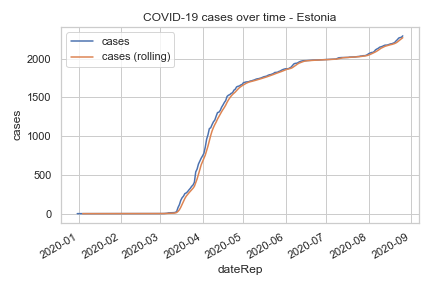 COVID-19 cases over time - Estonia
cases
cases (rolling)
2000
1500
1000
500
0
cases
2020-01
2020-02
2020-03
2020-04
2020-05
2020-06
2020-07
2020-08
2020-09
dateRep